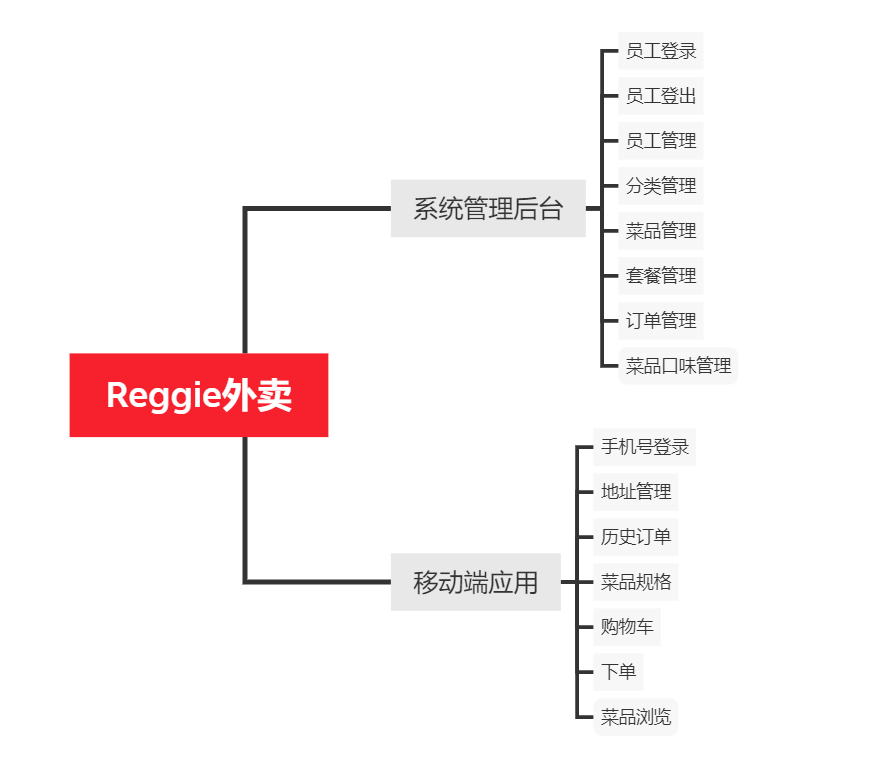 Reggie外卖
系统管理后台
员工登录
员工登出
员工管理
分类管理
菜品管理
套餐管理
订单管理
菜品口味管理
移动端应用
手机号登录
地址管理
历史订单
菜品规格
购物车
下单
菜品浏览